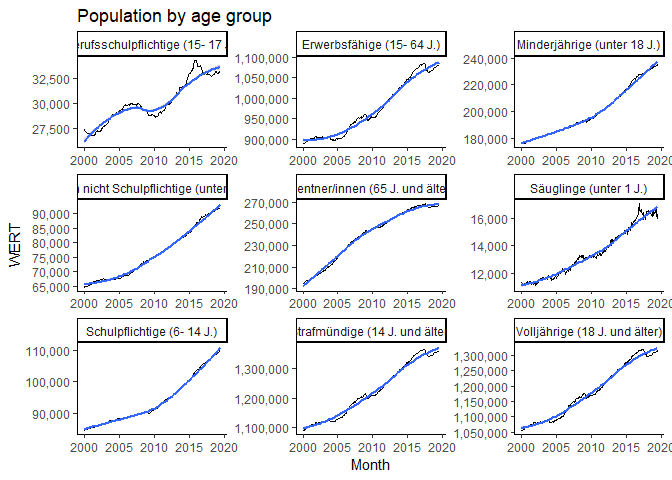 Population by age group
erufsschulpflichtige (15- 17 J.
Erwerbsfähige (15- 64 J.)
Minderjährige (unter 18 J.)
32,500
30,000
27,500
2000 2005 2010 2015 2020
1,100,000
1,050,000
1,000,000
950,000
900,000
2000 2005 2010 2015 2020
240,000
220,000
200,000
180,000
2000 2005 2010 2015 2020
nicht Schulpflichtige (unter
entner/innen (65 J. und älte
Säuglinge (unter 1 J.)
90,000
85,000
80,000
75,000
70,000
65,000
2000 2005 2010 2015 2020
270,000
250,000
230,000
210,000
190,000
2000 2005 2010 2015 2020
16,000
14,000
12,000
2000 2005 2010 2015 2020
Schulpflichtige (6- 14 J.)
strafmündige (14 J. und älte
Volljährige (18 J. und älter)
110,000
100,000
90,000
2000 2005 2010 2015 2020
1,300,000
1,200,000
1,100,000
2000 2005 2010 2015 2020
1,300,000
1,250,000
1,200,000
1,150,000
1,100,000
1,050,000
2000 2005 2010 2015 2020
WERT
Month